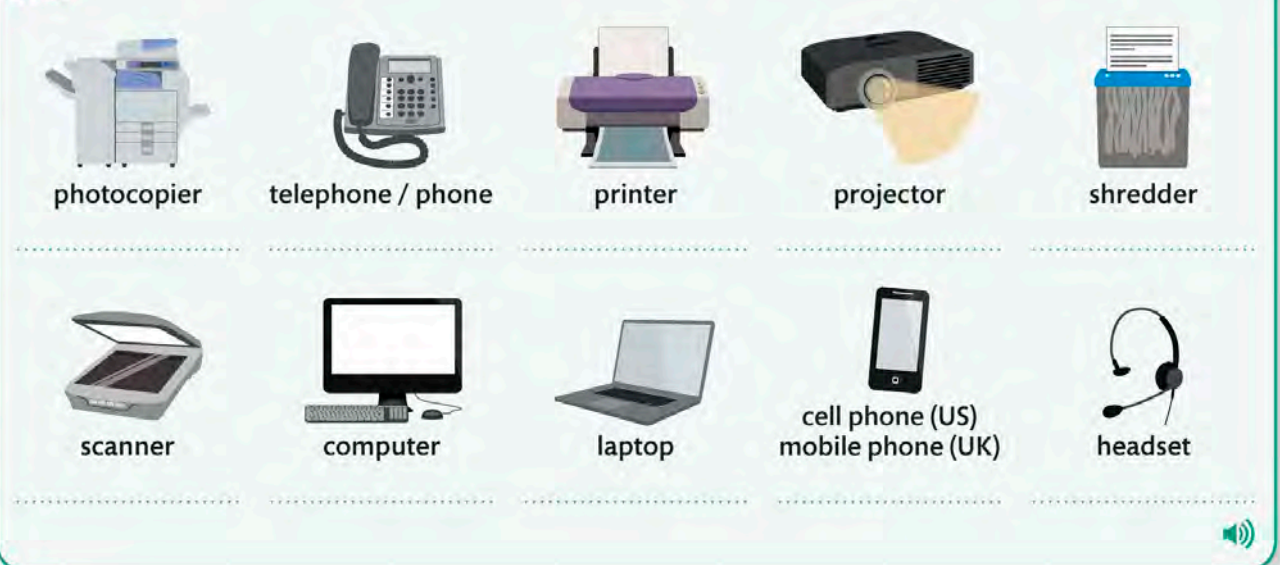 photocopier
telephone / phone
printer
projector
shredder
scanner
computer
laptop
cell phone (US)
mobile phone (UK)
headset